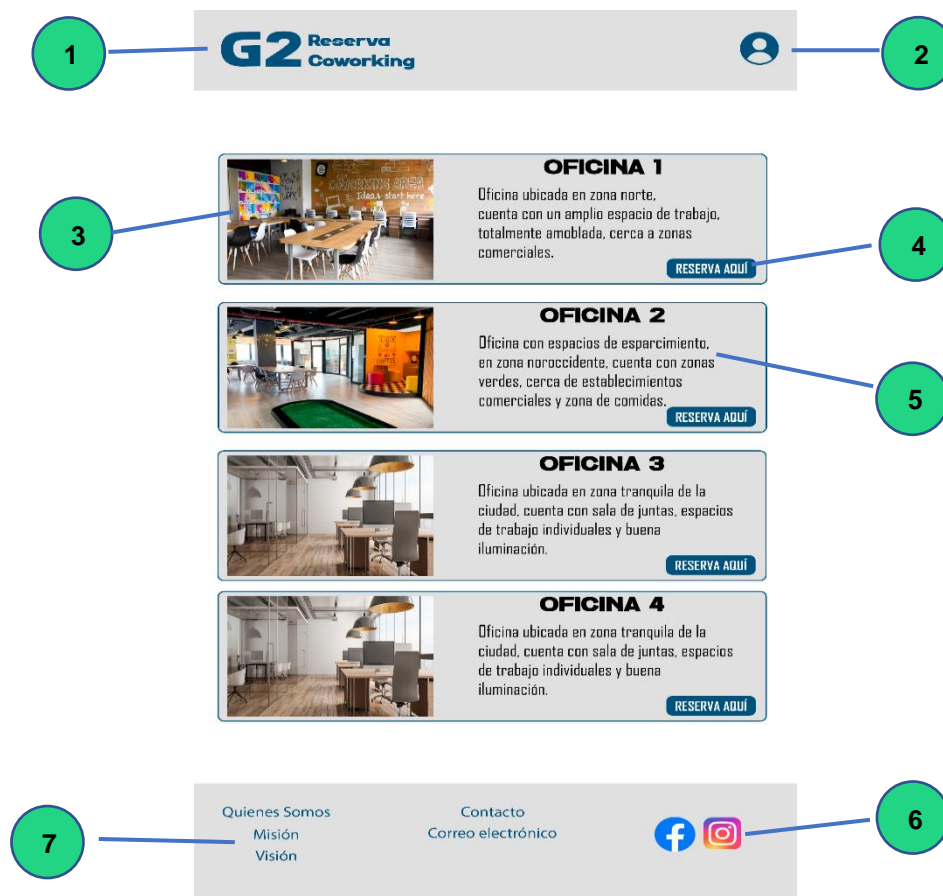 1
G2 Reserva
Coworking
2
3
COWORKING AREA
Ideas start here
OFICINA 1
Oficina ubicada en zona norte,
cuenta con un amplio espacio de trabajo,
totalmente amoblada, cerca a zonas
comerciales.
RESERVA AQUÍ
4
OFICINA 2
Oficina con espacios de esparcimiento,
en zona noroccidente, cuenta con zonas
verdes, cerca de establecimientos
comerciales y zona de comidas.
RESERVA AQUÍ
5
OFICINA 3
Oficina ubicada en zona tranquila de la
ciudad, cuenta con sala de juntas, espacios
de trabajo individuales y buena
iluminación.
RESERVA AQUÍ
OFICINA 4
Oficina ubicada en zona tranquila de la
ciudad, cuenta con sala de juntas, espacios
de trabajo individuales y buena
iluminación.
RESERVA AQUÍ
7
Quienes Somos
Misión
Visión
Contacto
Correo electrónico
6